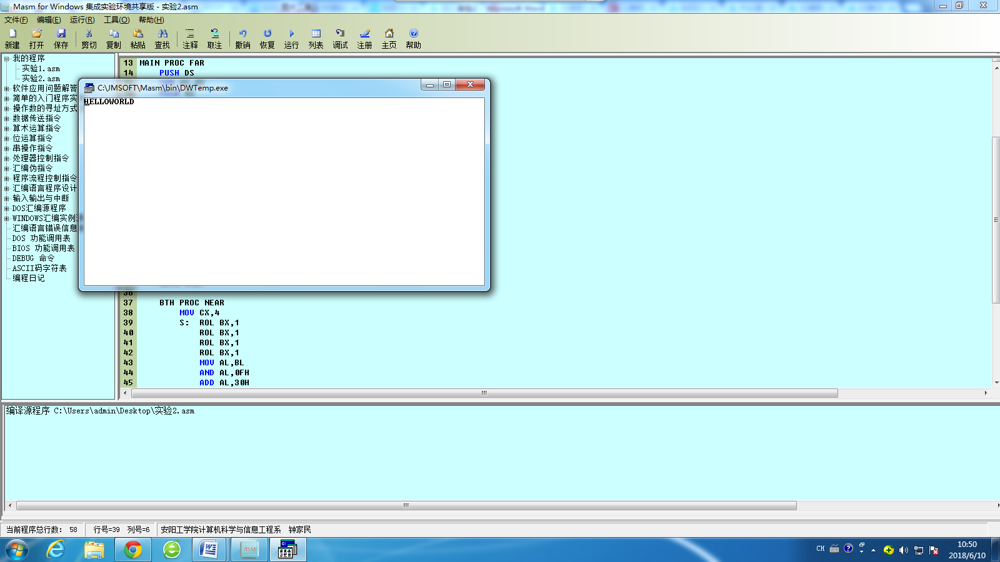 Masm for Windows 集成实验环境共享版 - 实验2.asm
文件(F) 编辑(E) 运行(R) 工具(O) 帮助(H)
新建 打开 保存 剪切 复制 粘贴 查找 注释 取注 撤销 恢复 运行 列表 调试 注册 主页 帮助
我的程序
实验1.asm
实验2.asm
软件应用问题解答
简单的入门程序实
操作数的寻址方式
数据传送指令
算术运算指令
位运算指令
串操作指令
处理器控制指令
汇编伪指令
程序流程控制指令
汇编语言程序设计
输入输出与中断
DOS汇编源程序
WINDOWS汇编实例
汇编语言错误信息
DOS 功能调用表
BIOS 功能调用表
DEBUG 命令
ASCII码字符表
编程日记
13 MAIN PROC FAR
14 PUSH DS
C:\JMSOFT\Masm\bin\DWTemp.exe
HELLOWORLD
36
37 BTH PROC NEAR
38 MOV CX,4
39 S: ROL BX,1
40 ROL BX,1
41 ROL BX,1
42 ROL BX,1
43 MOV AL,BL
44 AND AL,0FH
45 ADD AL,30H
编译源程序 C:\Users\admin\Desktop\实验2.asm
当前程序总行数: 58 行号=39 列号=6 安阳工学院计算机科学与信息工程系 钟家民
CH 10:50
2018/6/10